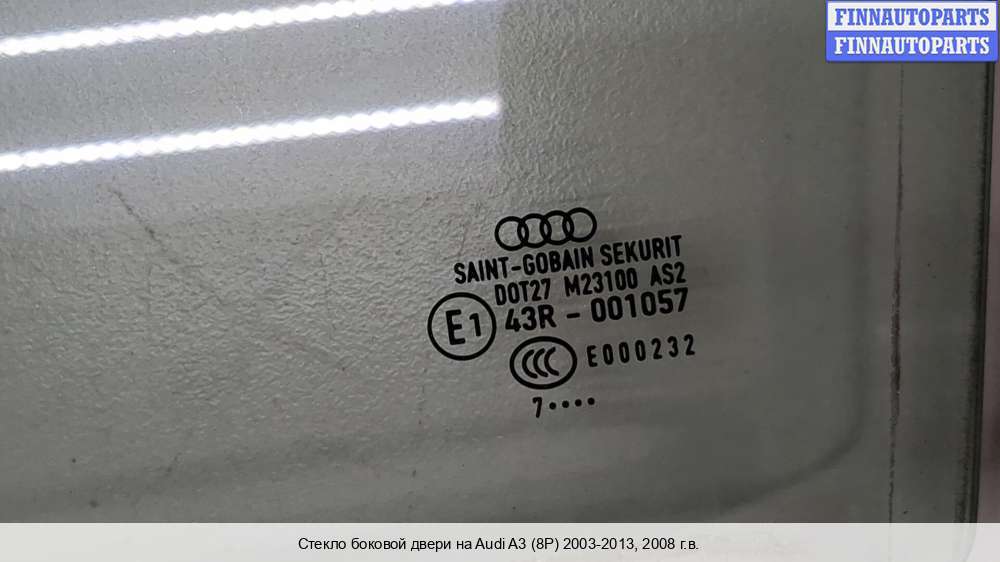 FINNAUTOPARTS
FINNAUTOPARTS
SAINT-GOBAIN SEKURIT
DOT27 M23100 AS2
E1 43R - 001057
CCC E000232
7····
Стекло боковой двери на Audi A3 (8P) 2003-2013, 2008 г.в.